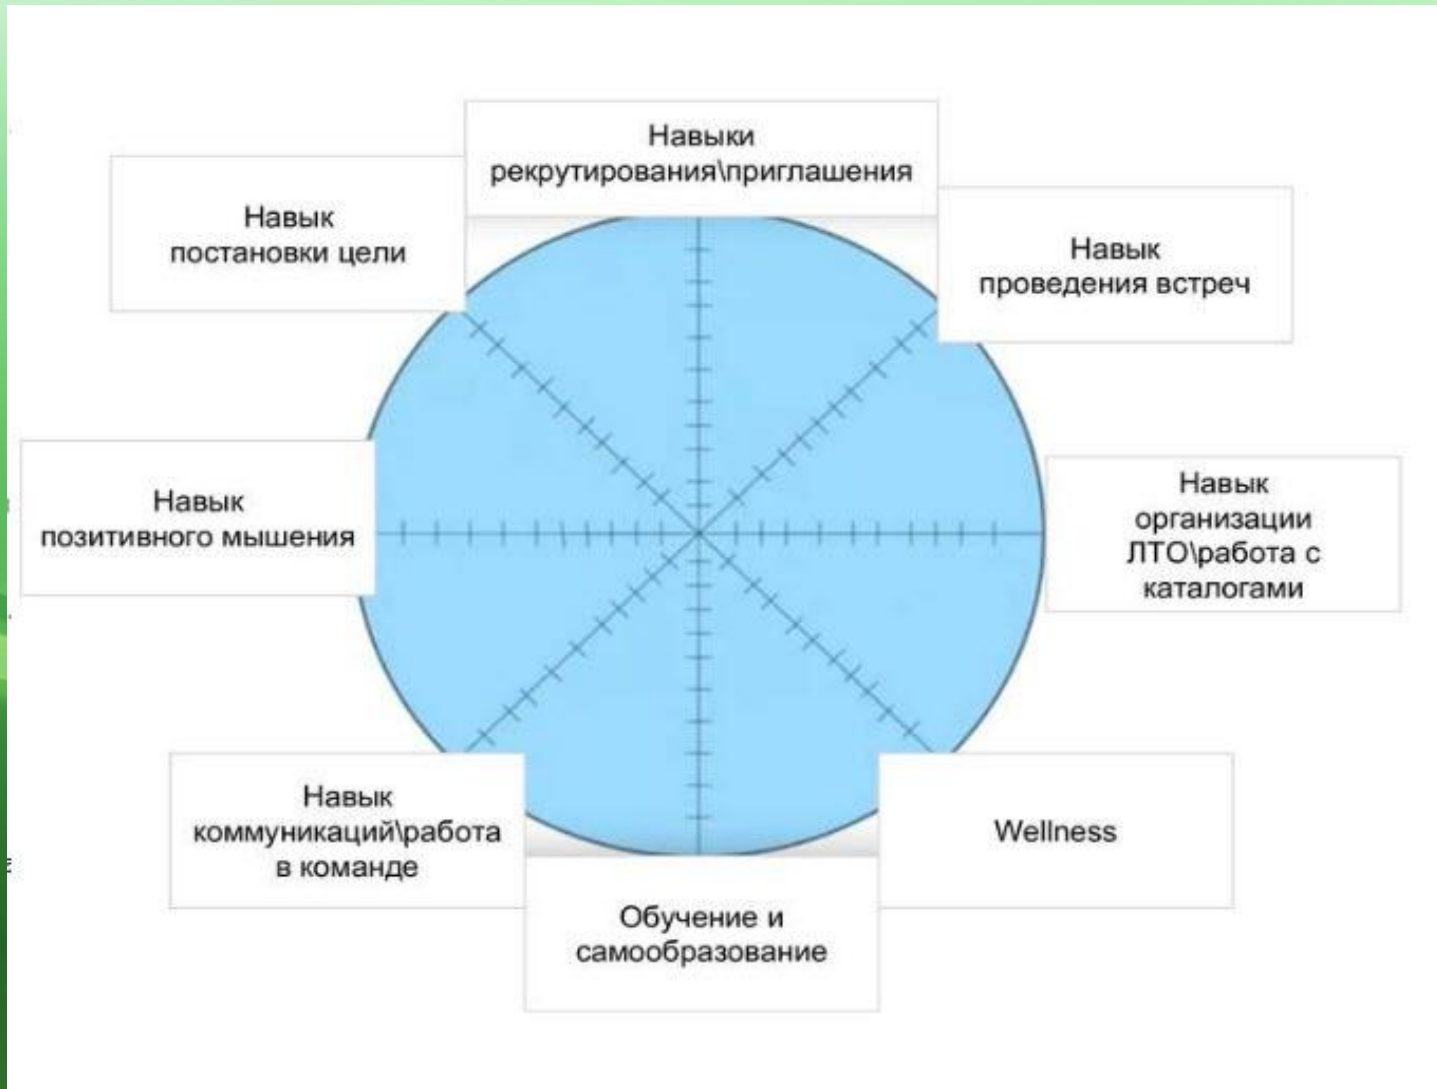 Навыки
рекрутирования\приглашения
Навык
постановки цели
Навык
проведения встреч
Навык
позитивного мышения
Навык
организации
ЛТО\работа с
каталогами
Навык
коммуникаций\работа
в команде
Wellness
Обучение и
самообразование